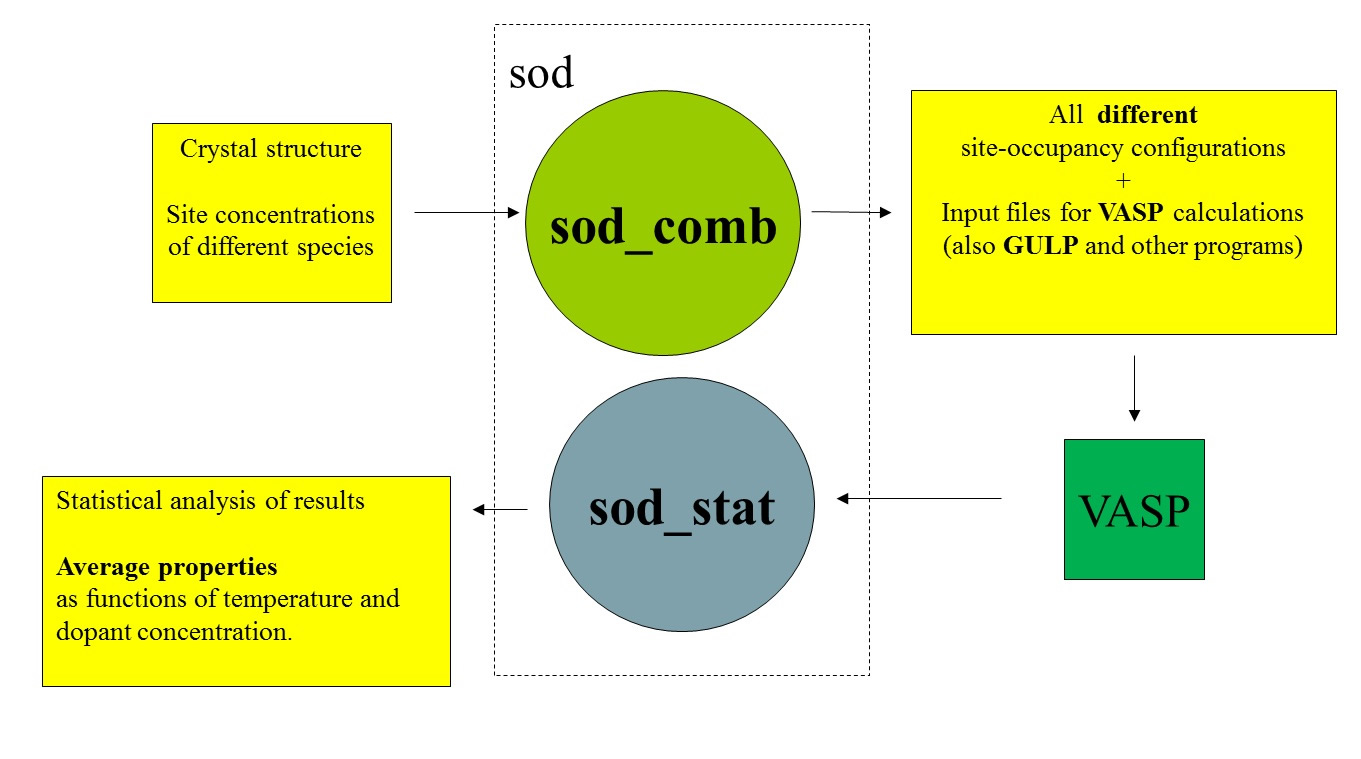 sod
Crystal structure
Site concentrations
of different species
sod_comb
All different
site-occupancy configurations
+
Input files for VASP calculations
(also GULP and other programs)
VASP
sod_stat
Statistical analysis of results
Average properties
as functions of temperature and
dopant concentration.